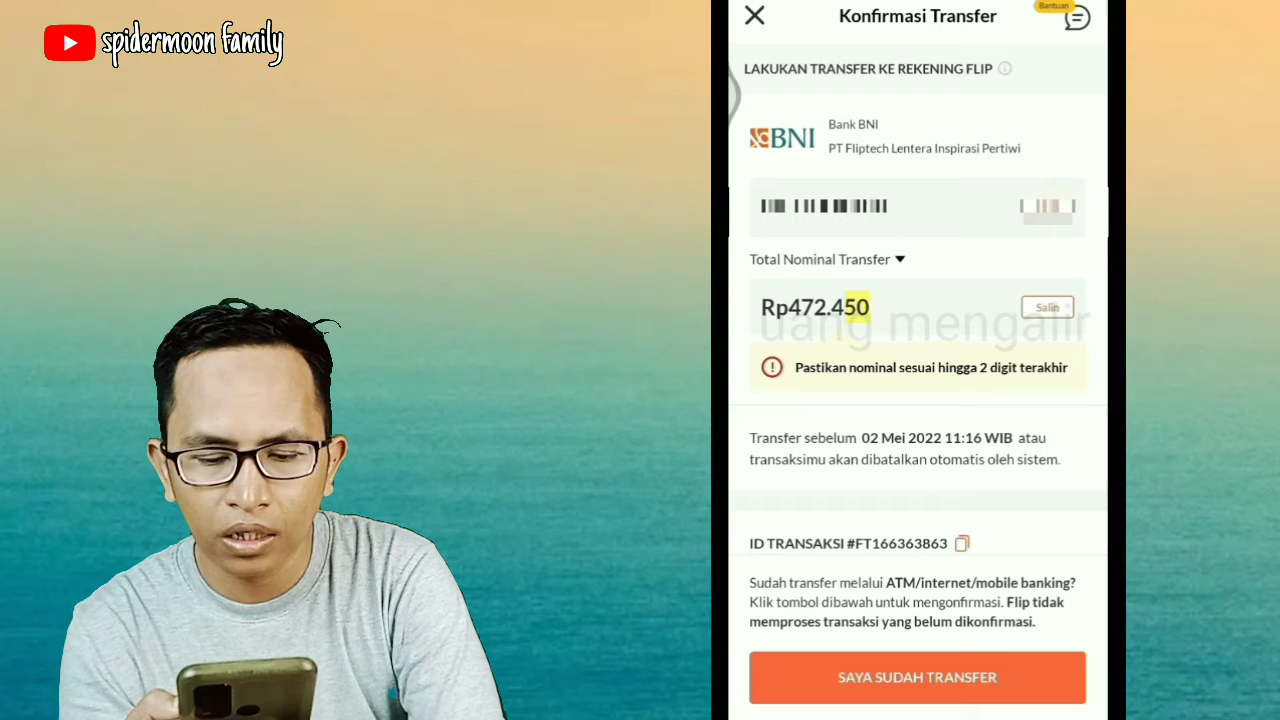 spidermoon family
Konfirmasi Transfer
Bantuan
LAKUKAN TRANSFER KE REKENING FLIP
BNI
Bank BNI
PT Fliptech Lentera Inspirasi Pertiwi
Total Nominal Transfer
Rp472.450
Salin
uang mengalir
Pastikan nominal sesuai hingga 2 digit terakhir
Transfer sebelum 02 Mei 2022 11:16 WIB atau
transaksimu akan dibatalkan otomatis oleh sistem.
ID TRANSAKSI #FT166363863
Sudah transfer melalui ATM/internet/mobile banking?
Klik tombol dibawah untuk mengonfirmasi. Flip tidak
memproses transaksi yang belum dikonfirmasi.
SAYA SUDAH TRANSFER